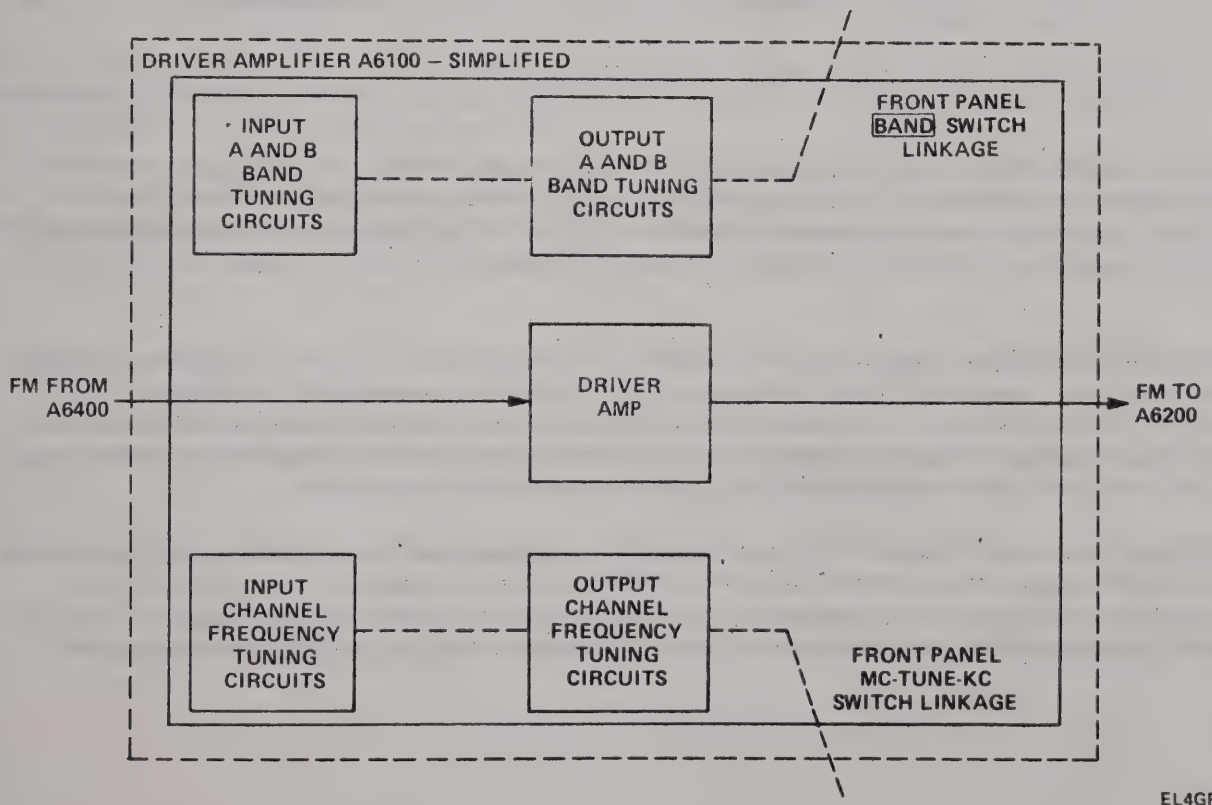 DRIVER AMPLIFIER A6100 – SIMPLIFIED
INPUT
A AND B
BAND
TUNING
CIRCUITS
OUTPUT
A AND B
BAND TUNING
CIRCUITS
FRONT PANEL
BAND SWITCH
LINKAGE
FM FROM
A6400
DRIVER
AMP
FM TO
A6200
INPUT
CHANNEL
FREQUENCY
TUNING
CIRCUITS
OUTPUT
CHANNEL
FREQUENCY
TUNING
CIRCUITS
FRONT PANEL
MC-TUNE-KC
SWITCH LINKAGE